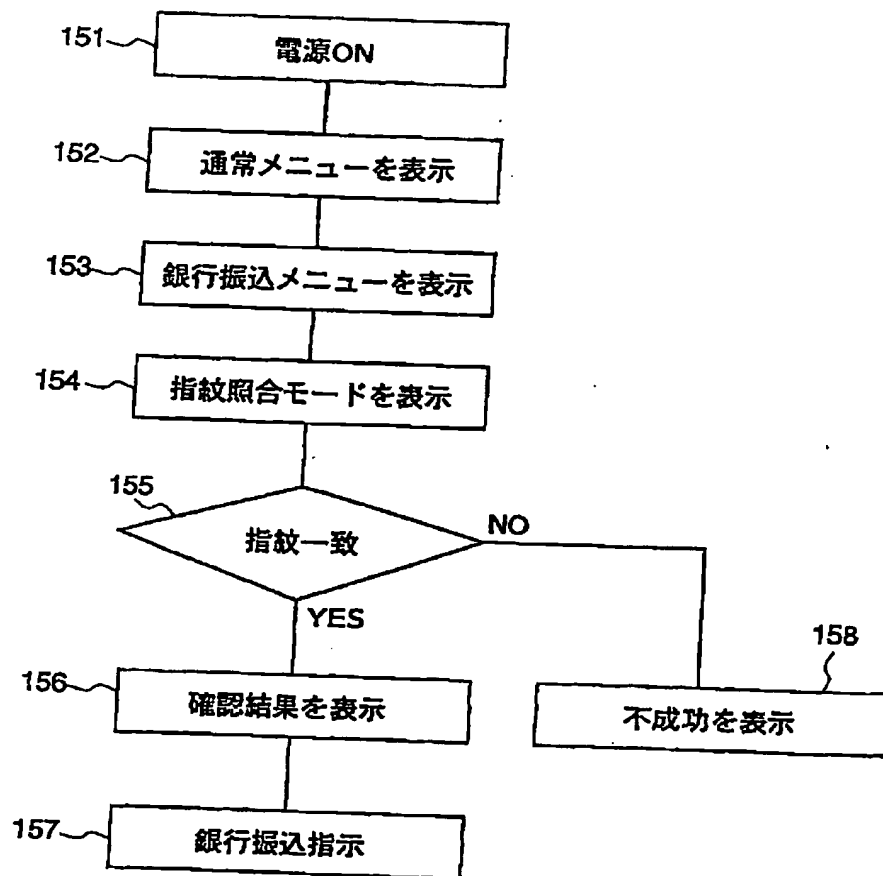 151
電源ON
152
通常メニューを表示
153
銀行振込メニューを表示
154
指紋照合モードを表示
155
指紋一致
NO
YES
156
確認結果を表示
158
不成功を表示
157
銀行振込指示